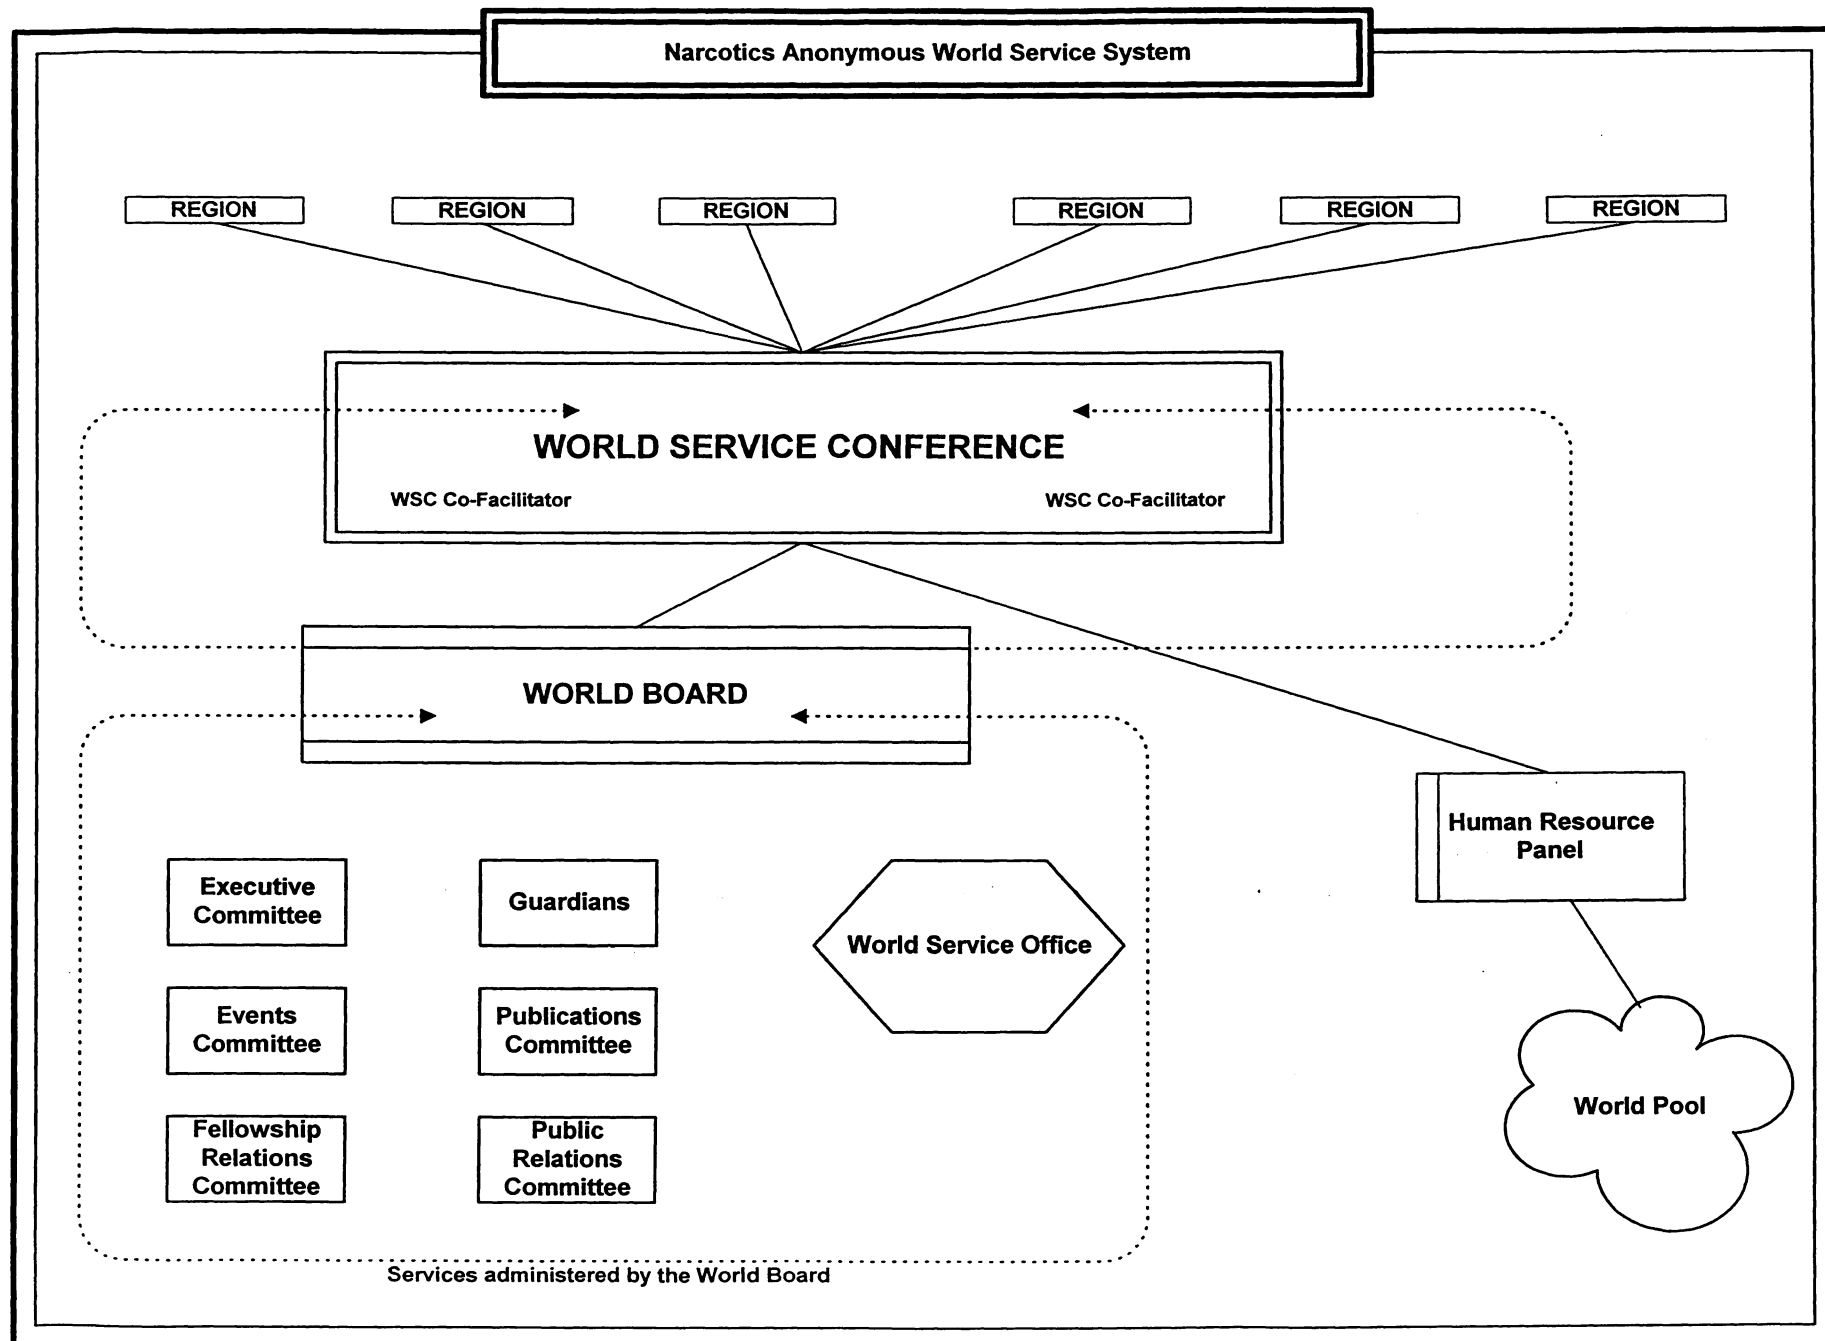 Narcotics Anonymous World Service System
REGION
REGION
REGION
REGION
REGION
REGION
WORLD SERVICE CONFERENCE
WSC Co-Facilitator
WSC Co-Facilitator
WORLD BOARD
Human Resource
Panel
Executive
Committee
Guardians
World Service Office
Events
Committee
Publications
Committee
World Pool
Fellowship
Relations
Committee
Public
Relations
Committee
Services administered by the World Board